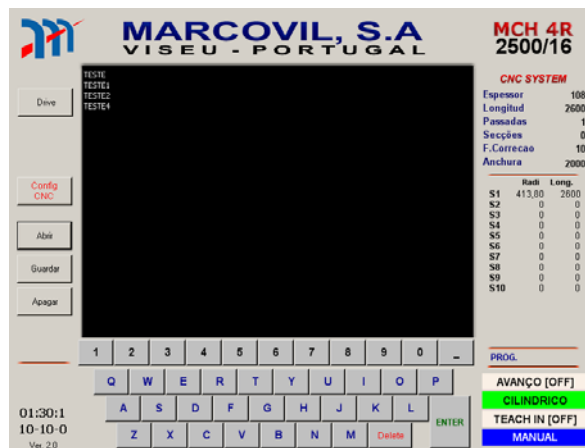 MARCOVIL, S.A
VISEU - PORTUGAL
MCH 4R
2500/16
Drive
Config
CNC
Abrir
Guardar
Apagar
TESTE
TESTE1
TESTE2
TESTE4
CNC SYSTEM
Espessor 108
Longitud 2600
Passadas 1
Secções 0
F.Correcao 10
Anchura 2000
Radi Long.
S1 413,80 2600
S2 0 0
S3 0 0
S4 0 0
S5 0 0
S6 0 0
S7 0 0
S8 0 0
S9 0 0
S10 0 0
PROG.
1 2 3 4 5 6 7 8 9 0 _
Q W E R T Y U I O P
A S D F G H J K L
Z X C V B N M Delete
ENTER
AVANÇO [OFF]
CILINDRICO
TEACH IN [OFF]
MANUAL
01:30:1
10-10-0
Ver. 2.0